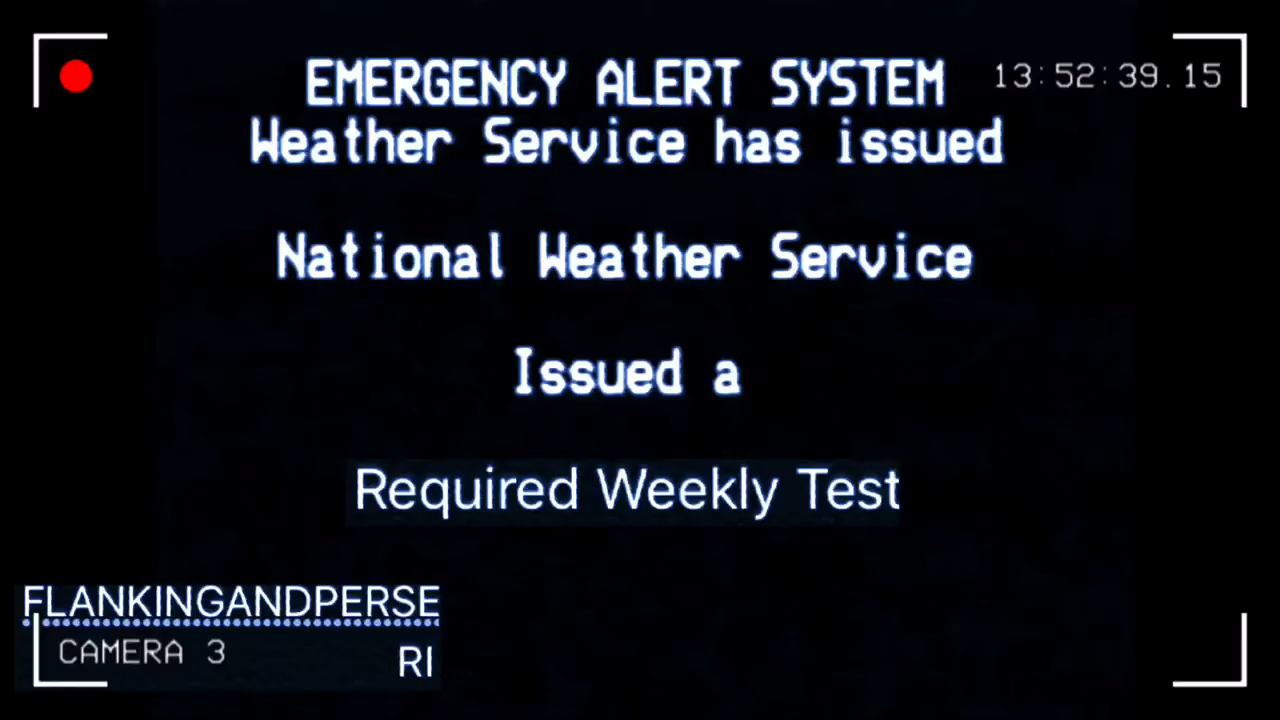 EMERGENCY ALERT SYSTEM
13:52:39.15
Weather Service has issued
National Weather Service
Issued a
Required Weekly Test
FLANKINGANDPERSE
CAMERA 3
RI